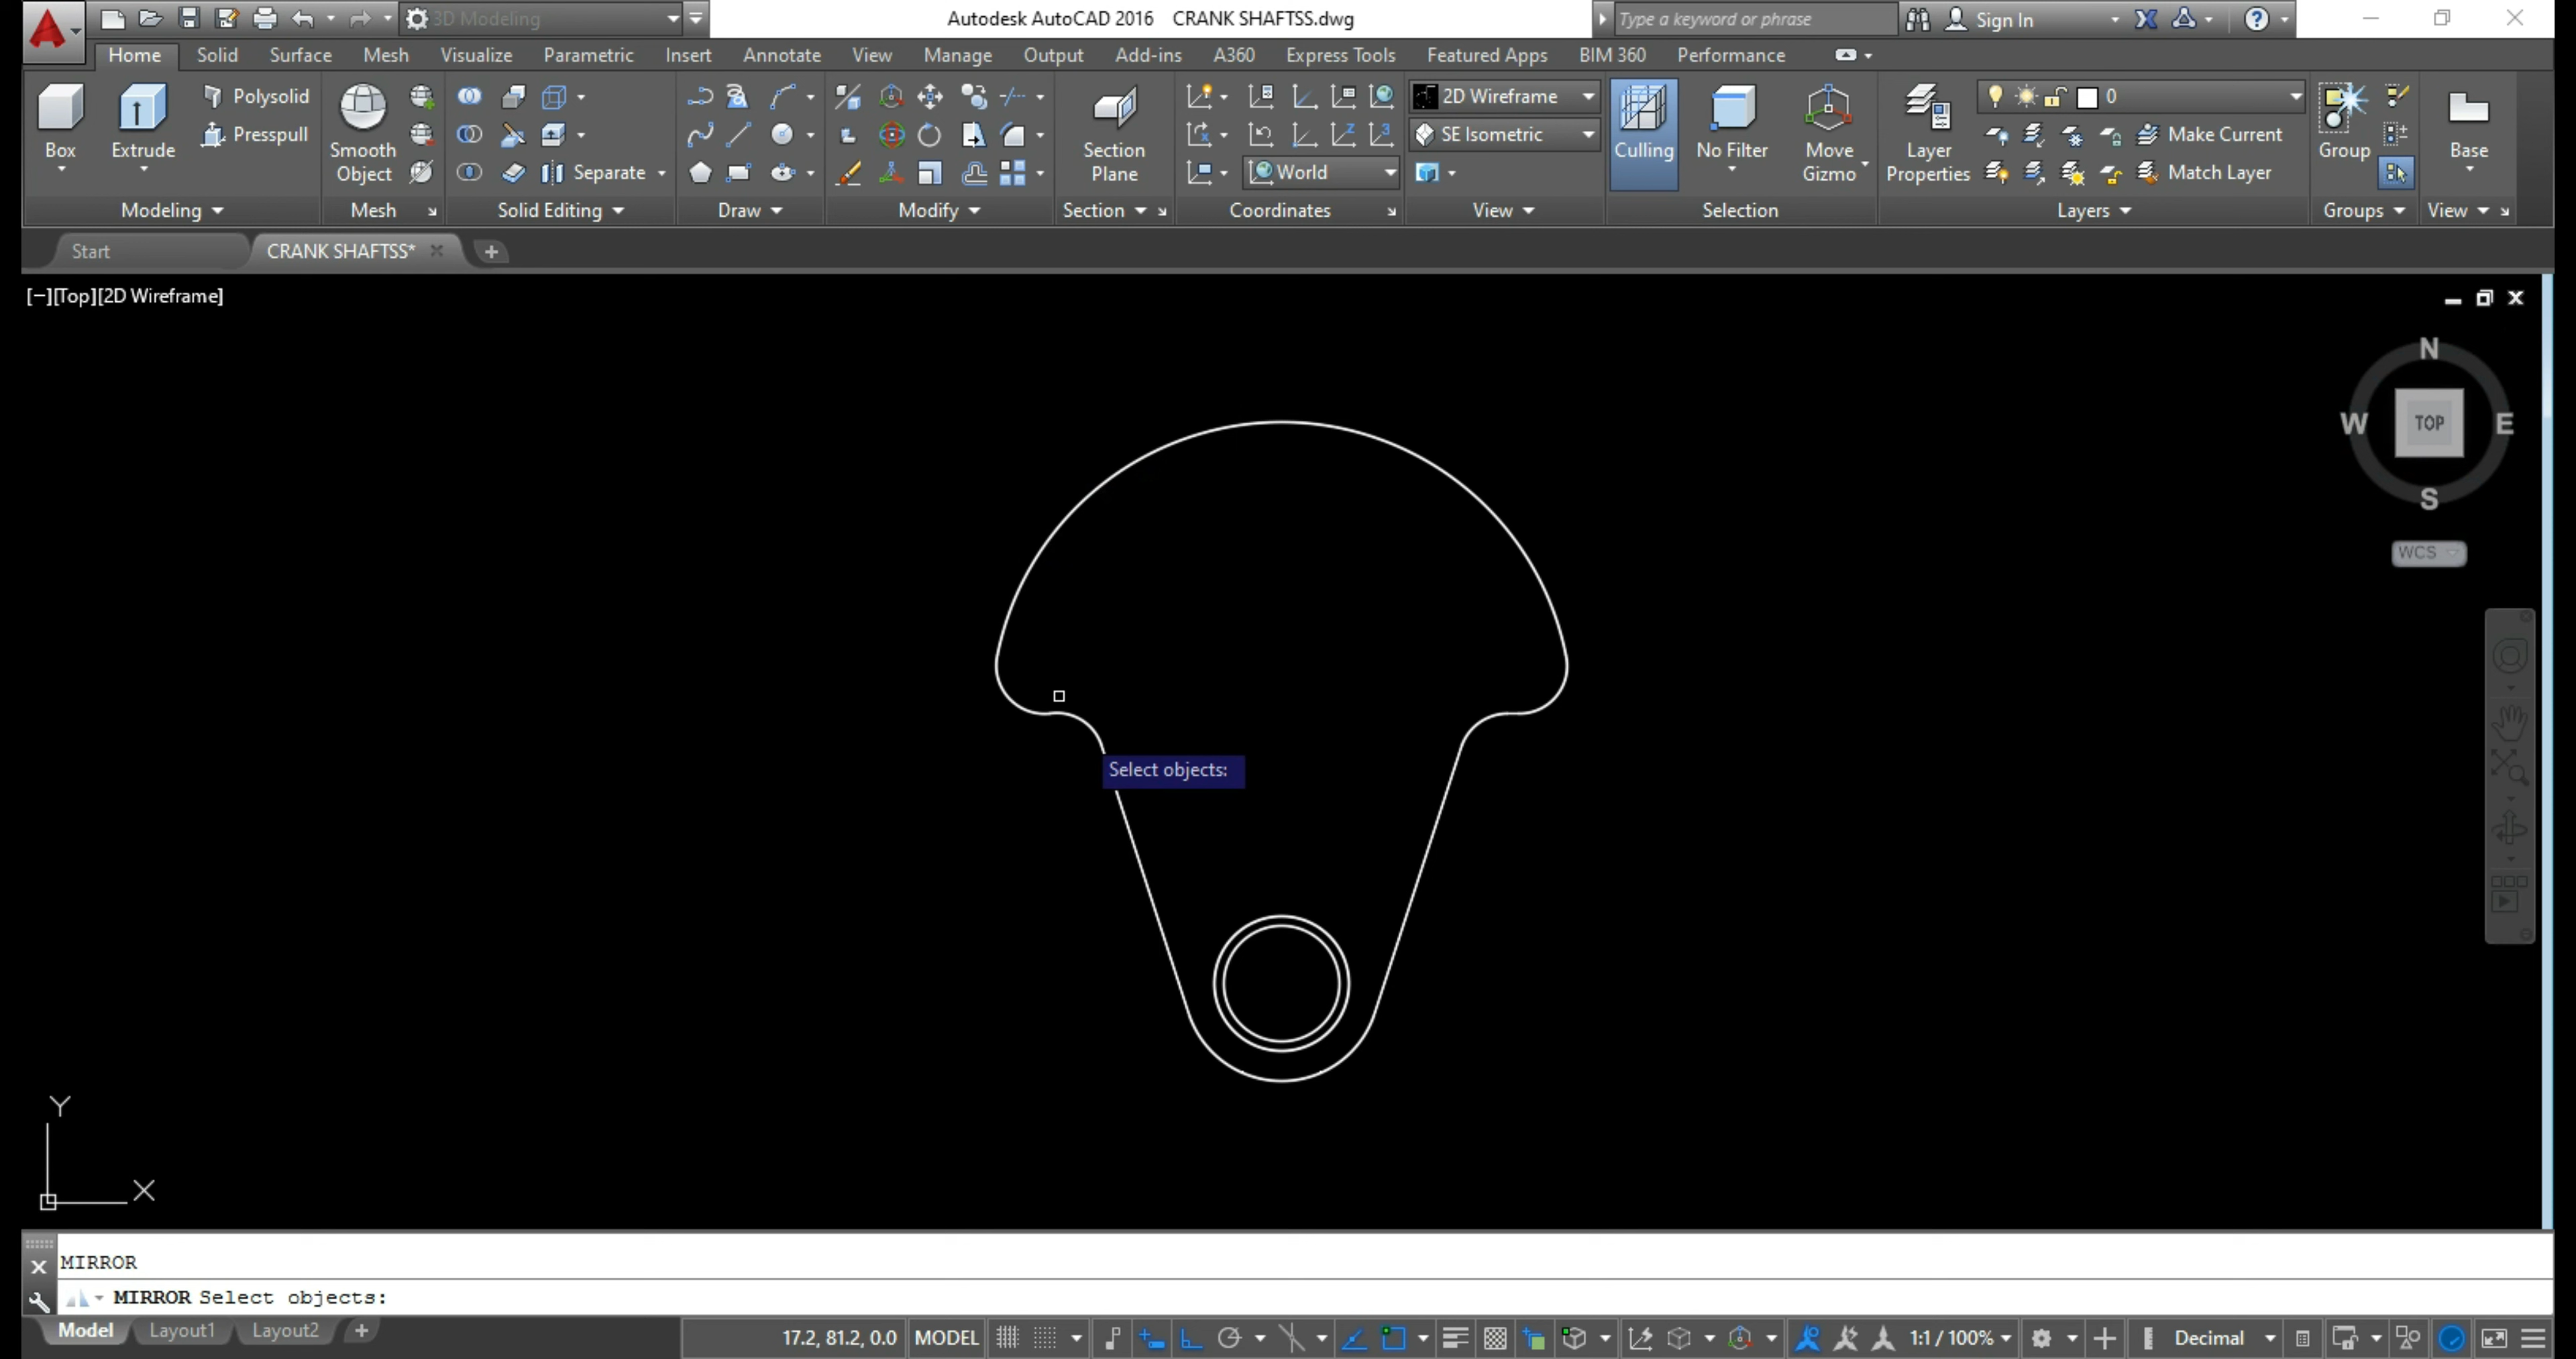 3D Modeling
Autodesk AutoCAD 2016 CRANK SHAFTSS.dwg
Type a keyword or phrase
Sign In
Home Solid Surface Mesh Visualize Parametric Insert Annotate View Manage Output Add-ins A360 Express Tools Featured Apps BIM 360 Performance
Polysolid
Presspull
Box
Extrude
Smooth
Object
Separate
Section
Plane
World
2D Wireframe
SE Isometric
Culling
No Filter
Move
Gizmo
Layer
Properties
0
Make Current
Match Layer
Group
Base
Modeling
Mesh
Solid Editing
Draw
Modify
Section
Coordinates
View
Selection
Layers
Groups
View
Start
CRANK SHAFTSS*
[−][Top][2D Wireframe]
N
W
TOP
E
S
WCS
Select objects:
Y
X
MIRROR
MIRROR Select objects:
Model Layout1 Layout2
17.2, 81.2, 0.0 MODEL
1:1 / 100%
Decimal